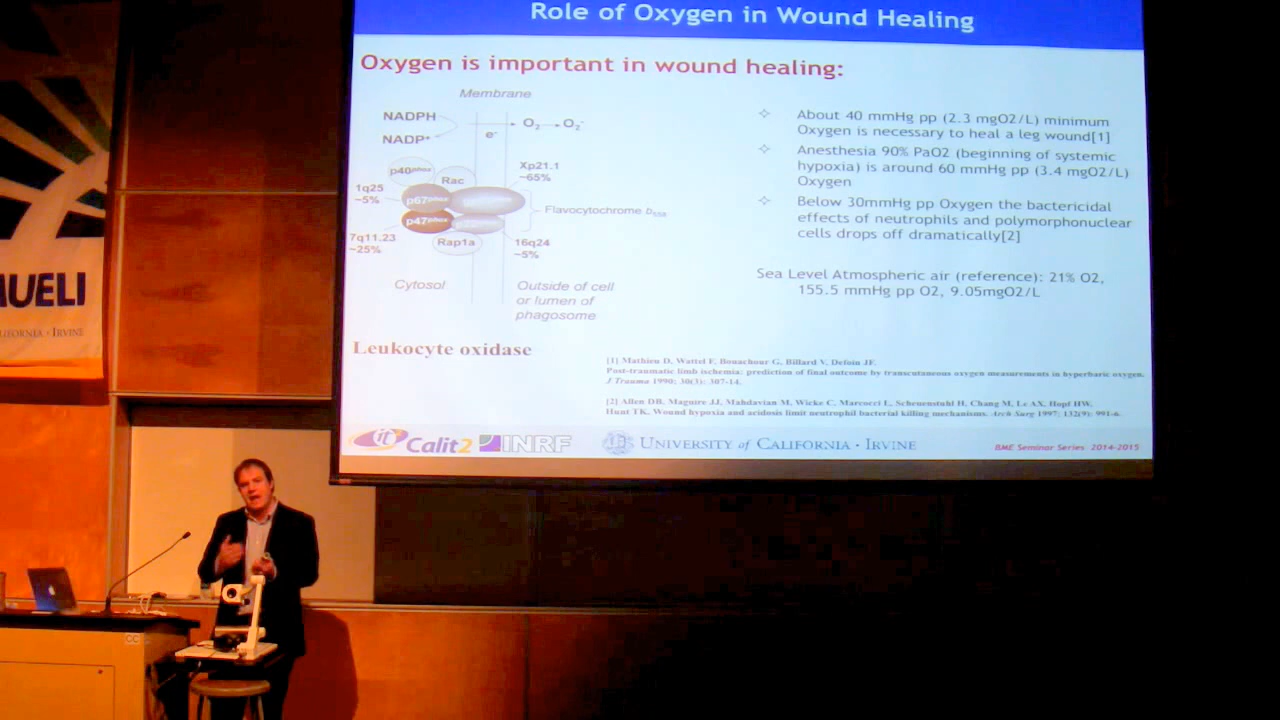 Role of Oxygen in Wound Healing
Oxygen is important in wound healing:
Membrane
NADPH
NADP+
e-
O2
O2-
p40phox
Rac
Xp21.1
~65%
1q25
~5%
p67phox
p47phox
Flavocytochrome b558
7q11.23
~25%
Rap1a
16q24
~5%
Cytosol
Outside of cell
or lumen of
phagosome
Leukocyte oxidase
About 40 mmHg pp (2.3 mgO2/L) minimum
Oxygen is necessary to heal a leg wound[1]
Anesthesia 90% PaO2 (beginning of systemic
hypoxia) is around 60 mmHg pp (3.4 mgO2/L)
Oxygen
Below 30mmHg pp Oxygen the bactericidal
effects of neutrophils and polymorphonuclear
cells drops off dramatically[2]
Sea Level Atmospheric air (reference): 21% O2,
155.5 mmHg pp O2, 9.05mgO2/L
[1] Mathieu D, Wattel F, Bouachour G, Billard V, Defoin JF.
Post-traumatic limb ischemia: prediction of final outcome by transcutaneous oxygen measurements in hyperbaric oxygen.
J Trauma 1990; 30(3): 307-14.
[2] Allen DB, Maguire JJ, Mahdavian M, Wicke C, Marcocci L, Scheuenstuhl H, Chang M, Le AX, Hopf HW,
Hunt TK. Wound hypoxia and acidosis limit neutrophil bacterial killing mechanisms. Arch Surg 1997; 132(9): 991-6.
it Calit2
INRF
UNIVERSITY of CALIFORNIA • IRVINE
BME Seminar Series 2014-2015
UELI
IFORNIA • IRVINE